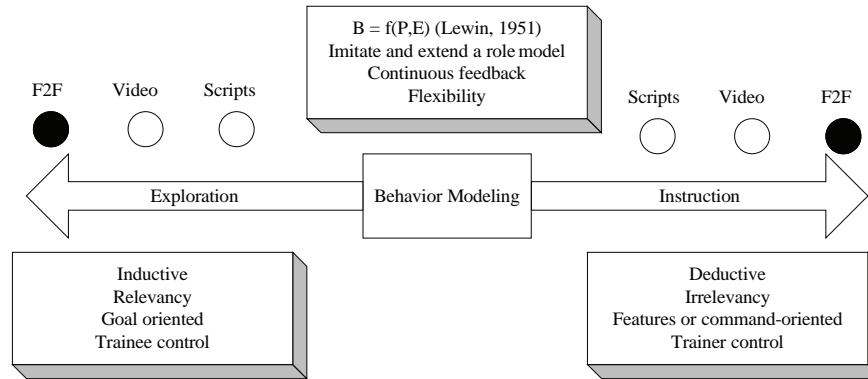 B = f(P,E) (Lewin, 1951)
Imitate and extend a role model
Continuous feedback
Flexibility
F2F Video Scripts
Scripts Video F2F
Exploration
Behavior Modeling
Instruction
Inductive
Relevancy
Goal oriented
Trainee control
Deductive
Irrelevancy
Features or command-oriented
Trainer control